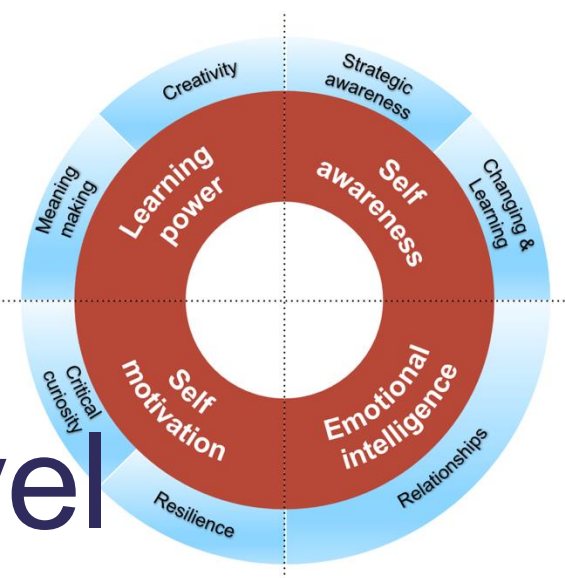 Creativity
Strategic
awareness
Meaning
making
Learning
power
Self
awareness
Changing &
Learning
Critical
curiosity
Self
motivation
Emotional
intelligence
Resilience
Relationships
vel